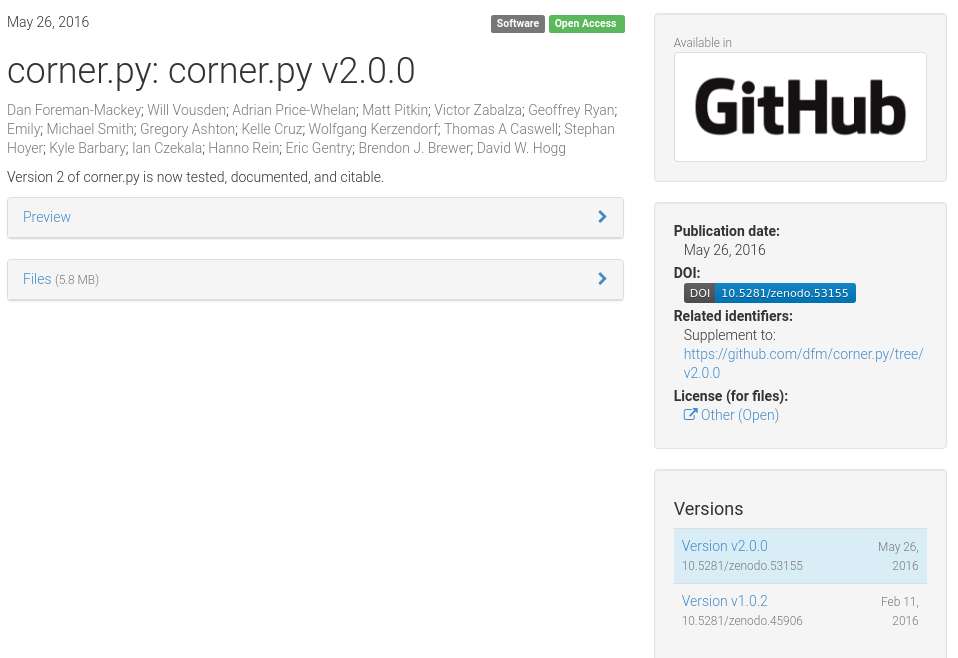 May 26, 2016
Software Open Access
corner.py: corner.py v2.0.0
Dan Foreman-Mackey; Will Vousden; Adrian Price-Whelan; Matt Pitkin; Victor Zabalza; Geoffrey Ryan;
Emily; Michael Smith; Gregory Ashton; Kelle Cruz; Wolfgang Kerzendorf; Thomas A Caswell; Stephan
Hoyer; Kyle Barbary; Ian Czekala; Hanno Rein; Eric Gentry; Brendon J. Brewer; David W. Hogg
Version 2 of corner.py is now tested, documented, and citable.
Preview
Files (5.8 MB)
Available in
GitHub
Publication date:
May 26, 2016
DOI:
DOI 10.5281/zenodo.53155
Related identifiers:
Supplement to:
https://github.com/dfm/corner.py/tree/
v2.0.0
License (for files):
Other (Open)
Versions
Version v2.0.0 May 26,
10.5281/zenodo.53155 2016
Version v1.0.2 Feb 11,
10.5281/zenodo.45906 2016